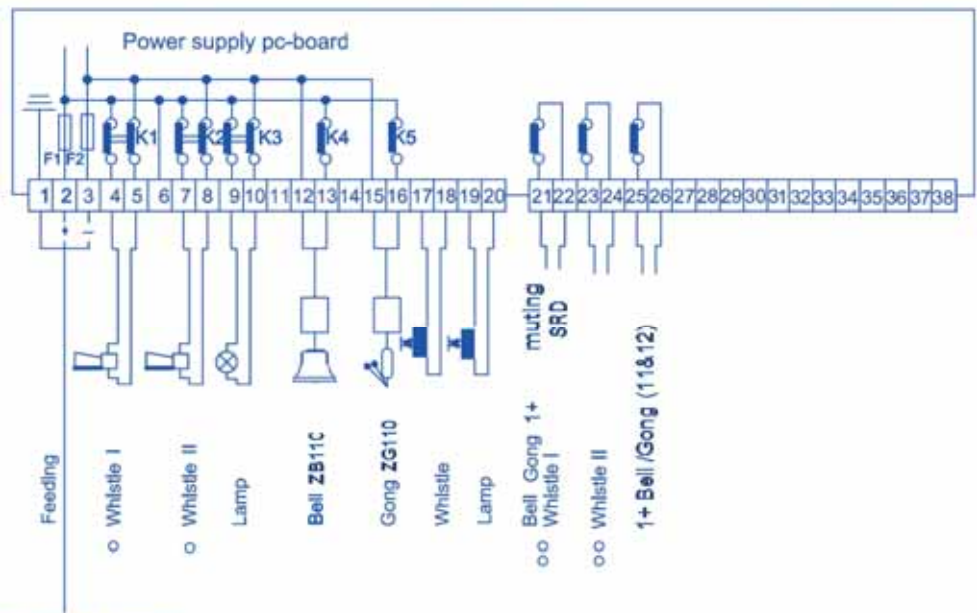 Power supply pc-board
F1 F2 K1 K2 K3 K4 K5
1 2 3 4 5 6 7 8 9 10 11 12 13 14 15 16 17 18 19 20
21 22 23 24 25 26 27 28 29 30 31 32 33 34 35 36 37 38
+ -
Feeding
Whistle I
Whistle II
Lamp
Bell ZB11C
Gong ZG110
Whistle
Lamp
muting
SRD
Bell Gong 1+
Whistle I
Whistle II
1+ Bell /Gong (11&12)